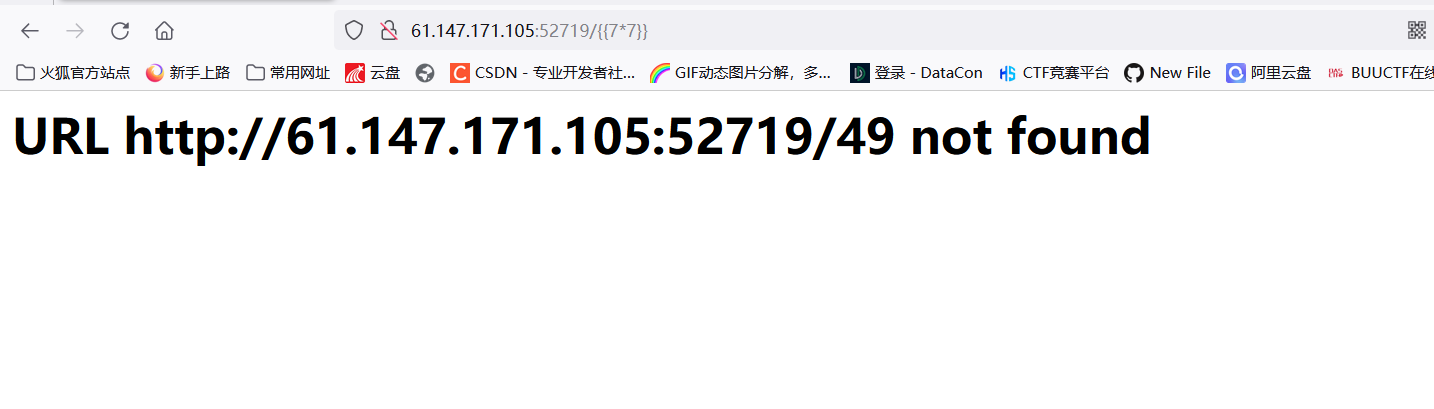 61.147.171.105:52719/{{7*7}}
火狐官方站点 新手上路 常用网址 云盘 CSDN - 专业开发者社... GIF动态图片分解，多... 登录 - DataCon CTF竞赛平台 New File 阿里云盘 BUUCTF在线
URL http://61.147.171.105:52719/49 not found